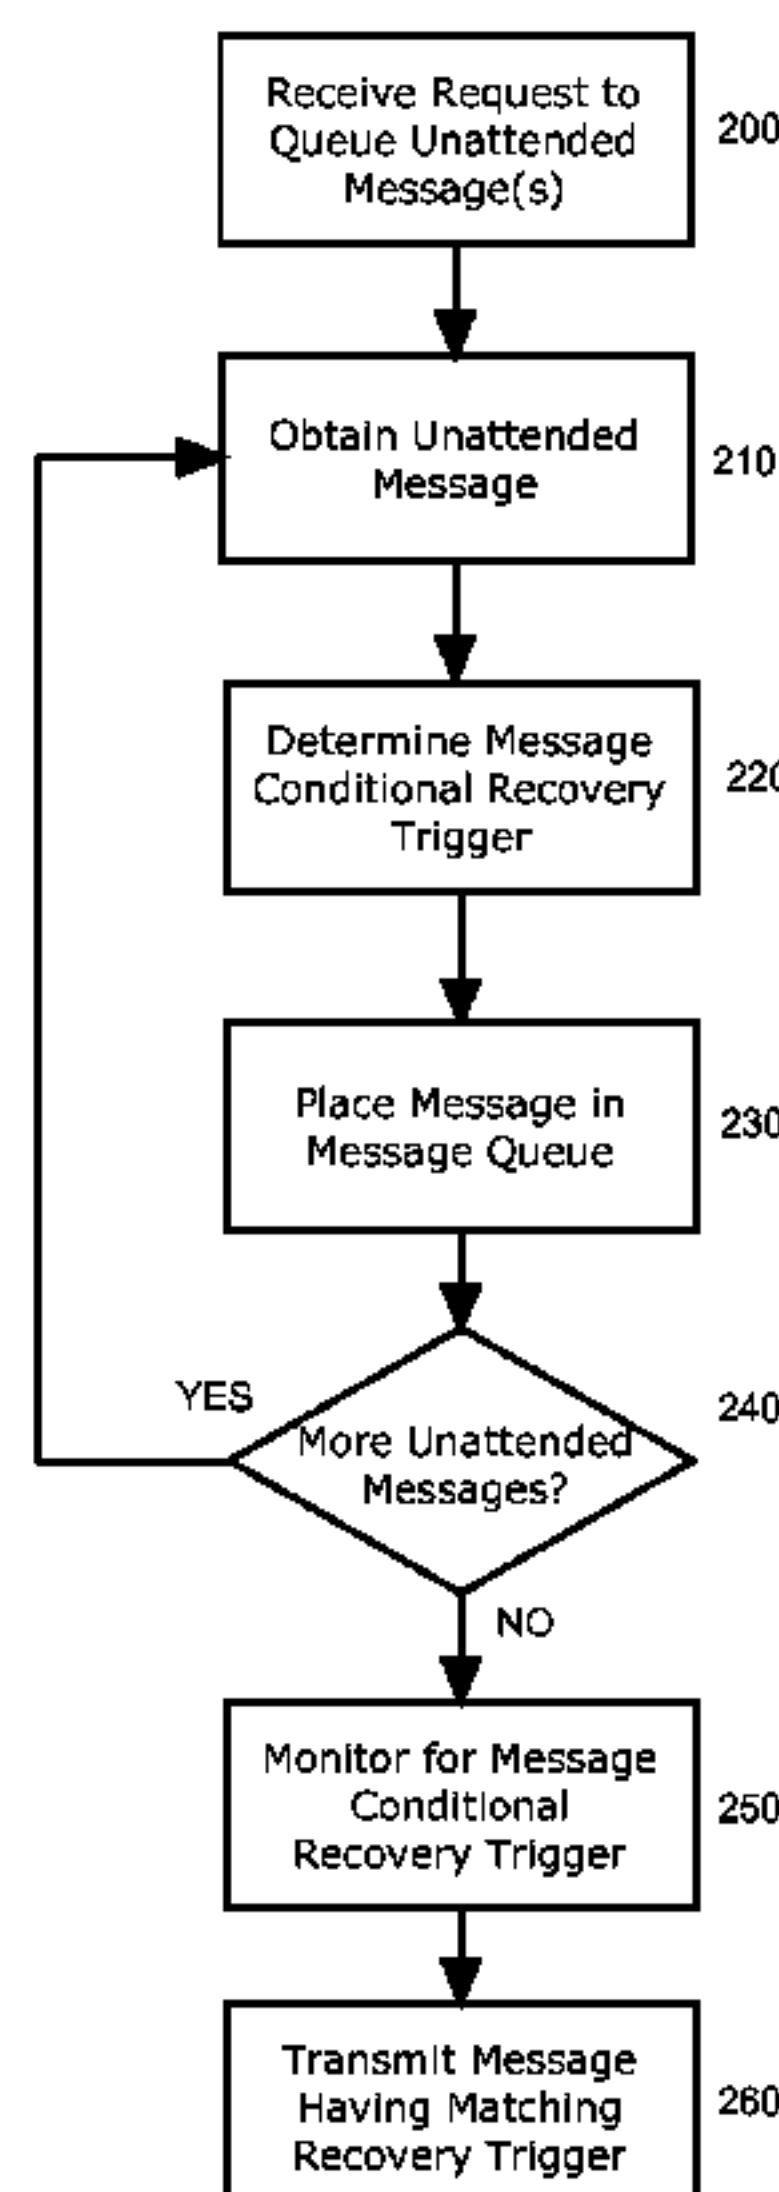 Receive Request to
Queue Unattended
Message(s)
200
Obtain Unattended
Message
210
Determine Message
Conditional Recovery
Trigger
220
Place Message in
Message Queue
230
YES
More Unattended
Messages?
240
NO
Monitor for Message
Conditional
Recovery Trigger
250
Transmit Message
Having Matching
Recovery Trigger
260